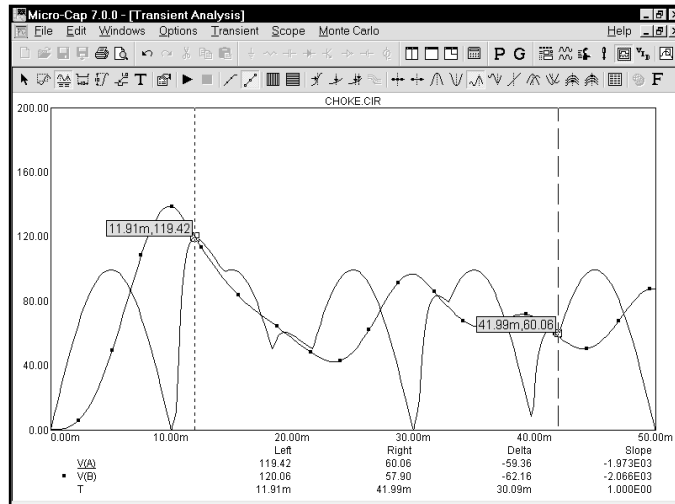 Micro-Cap 7.0.0 - [Transient Analysis]
File Edit Windows Options Transient Scope Monte Carlo Help
P G
T F
CHOKE.CIR
200.00
160.00
120.00
80.00
40.00
0.00
11.91m,119.42
41.99m,60.06
0.00m 10.00m 20.00m 30.00m 40.00m 50.00m
Left Right Delta Slope
V(A) 119.42 60.06 -59.36 -1.973E03
V(B) 120.06 57.90 -62.16 -2.066E03
T 11.91m 41.99m 30.09m 1.000E00